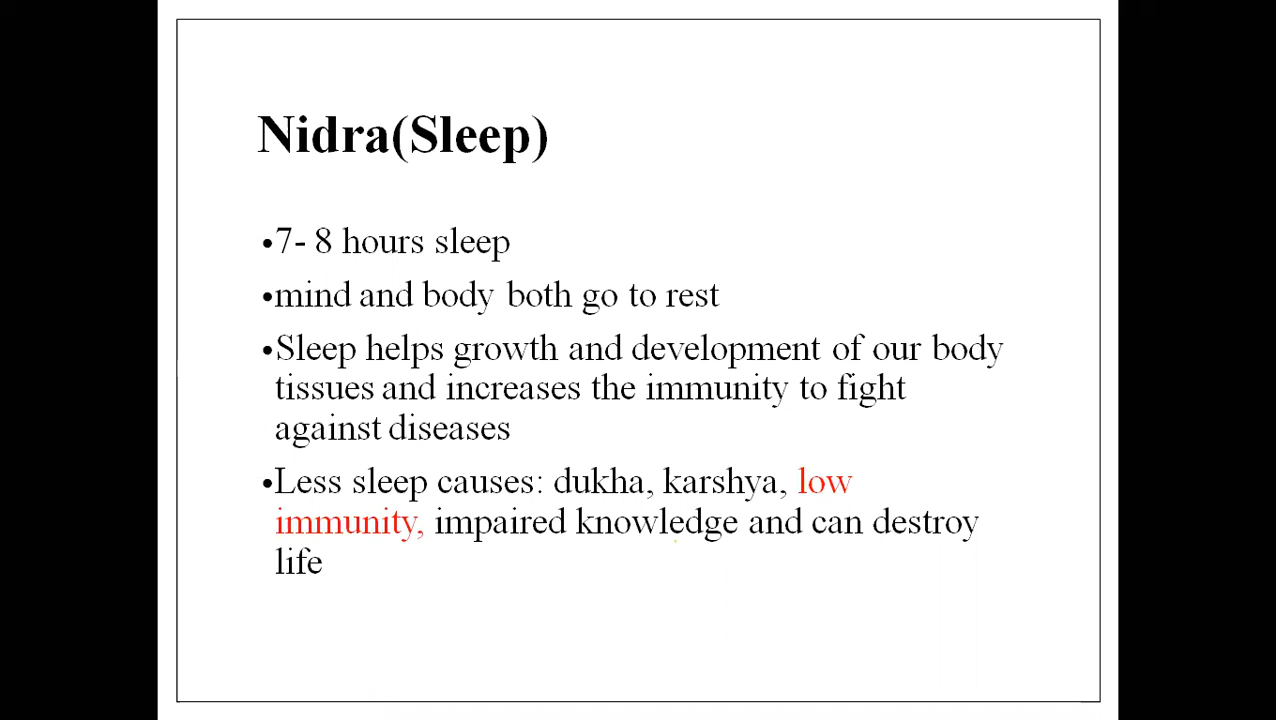 Nidra(Sleep)
•7- 8 hours sleep
•mind and body both go to rest
•Sleep helps growth and development of our body
tissues and increases the immunity to fight
against diseases
•Less sleep causes: dukha, karshya, low
immunity, impaired knowledge and can destroy
life